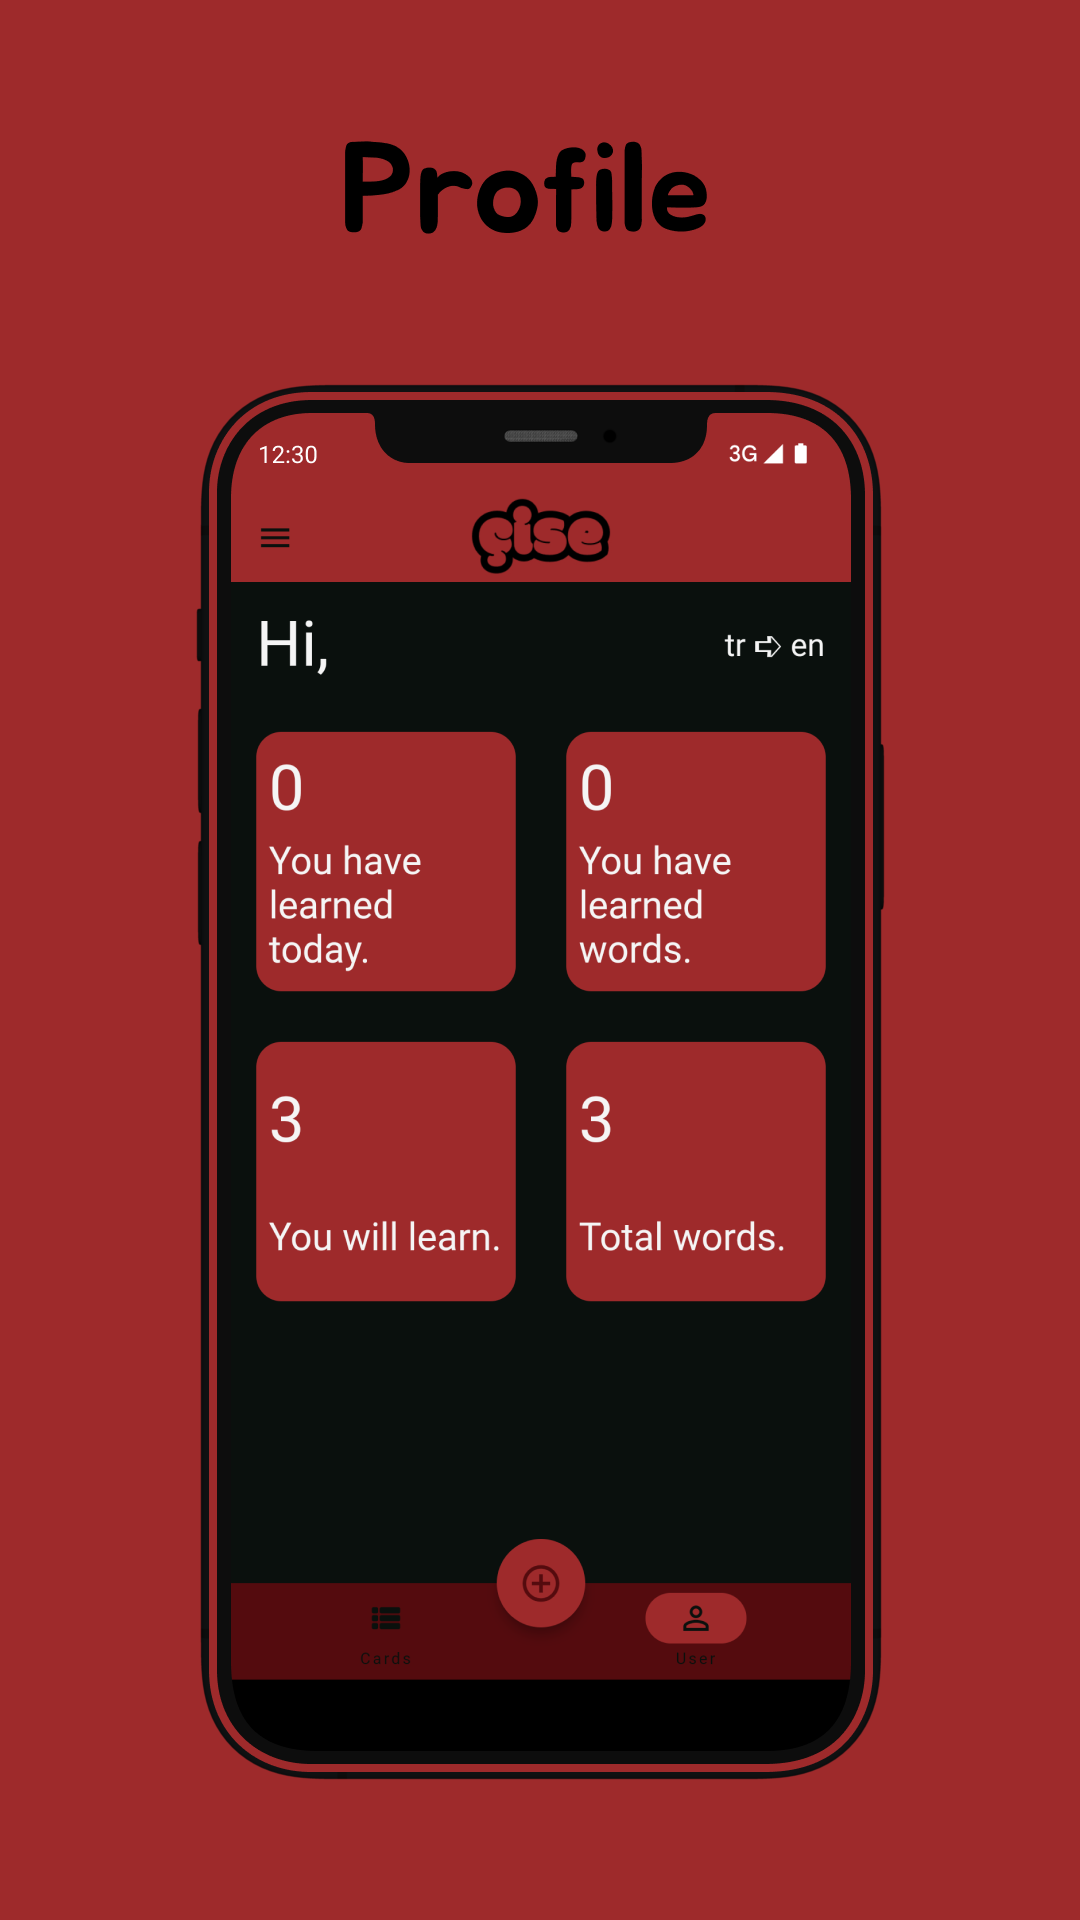 Profile
12:30
3G
çise
Hi,
tr ➪ en
0
You have
learned
today.
0
You have
learned
words.
3
You will learn.
3
Total words.
Cards
User